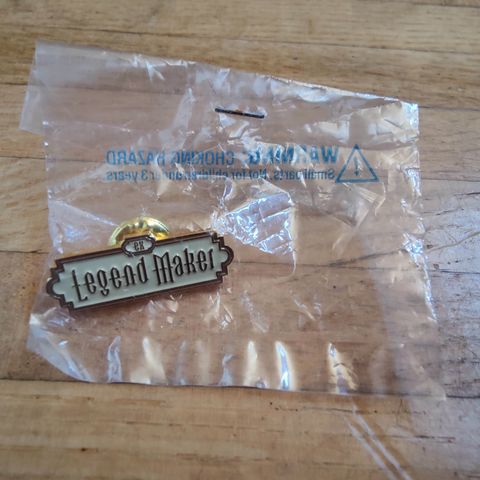 WARNING: CHOKING HAZARD
Small parts. Not for children under 3 years
Legend Maker